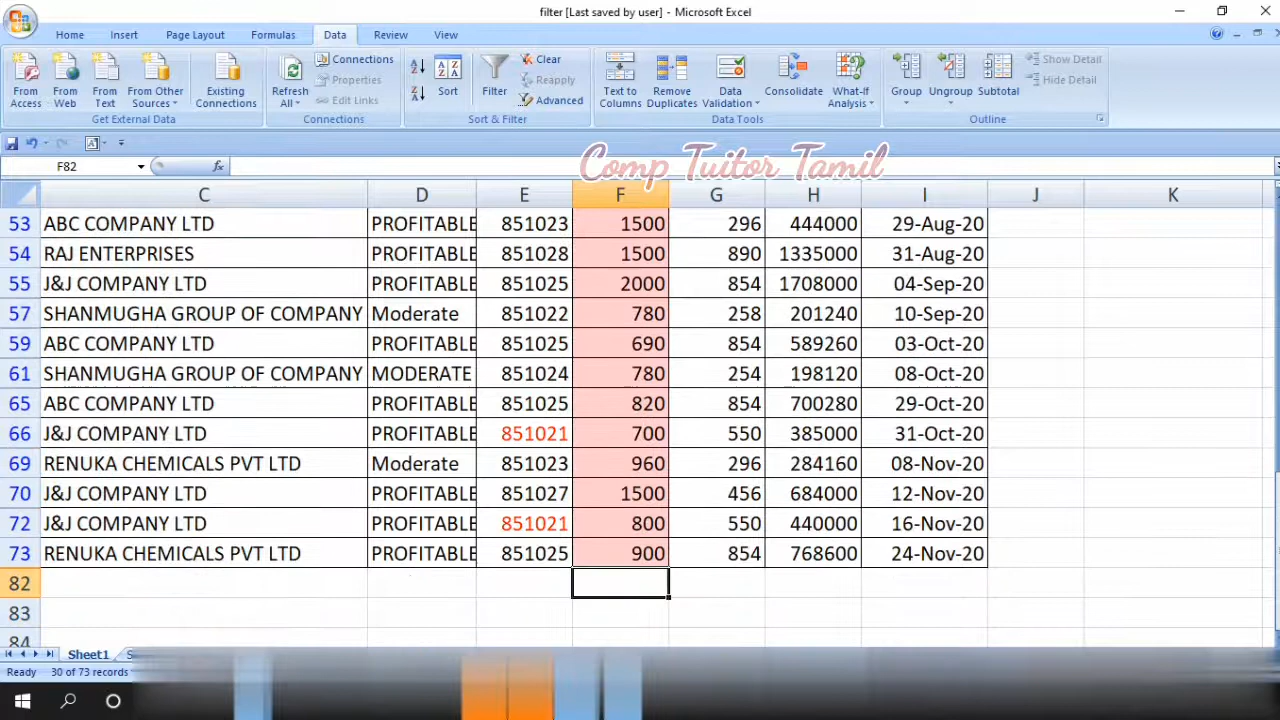 filter [Last saved by user] - Microsoft Excel
Home Insert Page Layout Formulas Data Review View
From Access
From Web
From Text
From Other Sources
Existing Connections
Get External Data
Refresh All
Connections
Properties
Edit Links
Connections
Sort
Filter
Clear
Reapply
Advanced
Sort & Filter
Text to Columns
Remove Duplicates
Data Validation
Consolidate
What-If Analysis
Data Tools
Group
Ungroup
Subtotal
Show Detail
Hide Detail
Outline
F82 fx
Comp Tuitor Tamil
C D E F G H I J K
53 ABC COMPANY LTD PROFITABLE 851023 1500 296 444000 29-Aug-20
54 RAJ ENTERPRISES PROFITABLE 851028 1500 890 1335000 31-Aug-20
55 J&J COMPANY LTD PROFITABLE 851025 2000 854 1708000 04-Sep-20
57 SHANMUGHA GROUP OF COMPANY Moderate 851022 780 258 201240 10-Sep-20
59 ABC COMPANY LTD PROFITABLE 851025 690 854 589260 03-Oct-20
61 SHANMUGHA GROUP OF COMPANY MODERATE 851024 780 254 198120 08-Oct-20
65 ABC COMPANY LTD PROFITABLE 851025 820 854 700280 29-Oct-20
66 J&J COMPANY LTD PROFITABLE 851021 700 550 385000 31-Oct-20
69 RENUKA CHEMICALS PVT LTD Moderate 851023 960 296 284160 08-Nov-20
70 J&J COMPANY LTD PROFITABLE 851027 1500 456 684000 12-Nov-20
72 J&J COMPANY LTD PROFITABLE 851021 800 550 440000 16-Nov-20
73 RENUKA CHEMICALS PVT LTD PROFITABLE 851025 900 854 768600 24-Nov-20
82
83
84
Sheet1
Ready 30 of 73 records